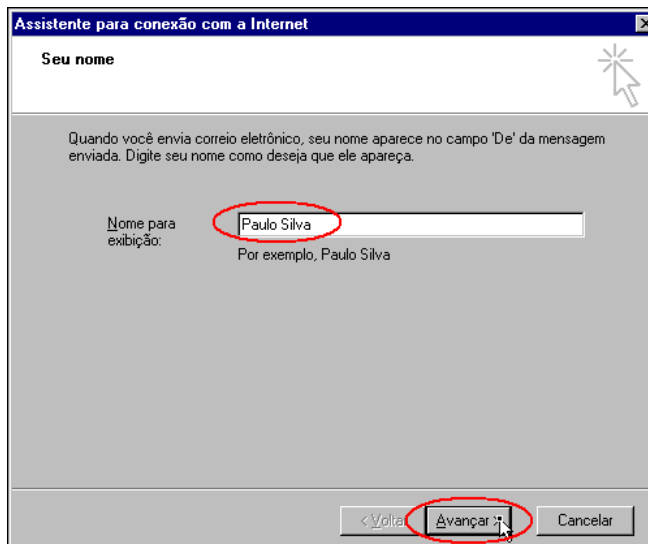 Assistente para conexão com a Internet
Seu nome
Quando você envia correio eletrônico, seu nome aparece no campo 'De' da mensagem
enviada. Digite seu nome como deseja que ele apareça.
Nome para
exibição:
Paulo Silva
Por exemplo, Paulo Silva
< Volta
Avançar >
Cancelar